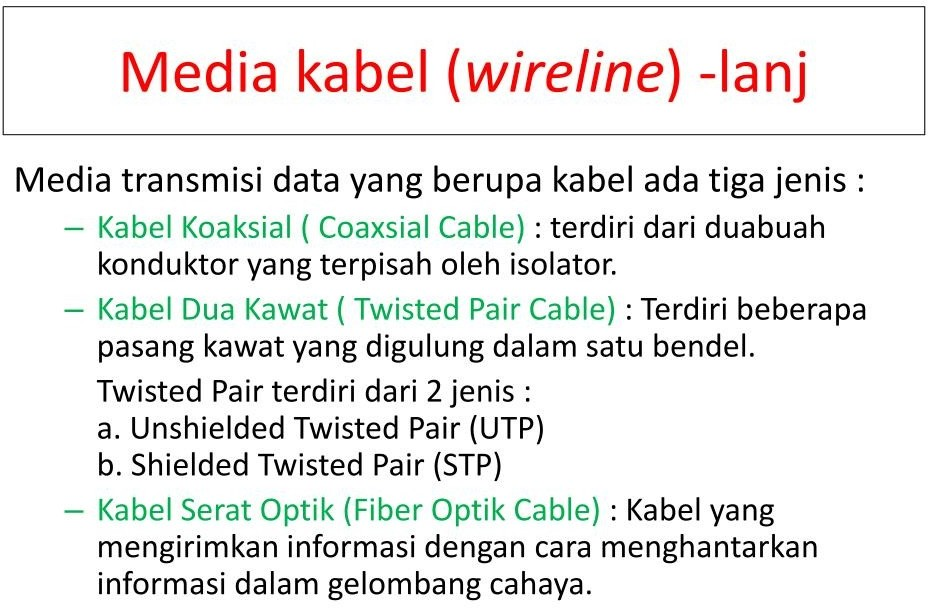 Media kabel (wireline) -lanj
Media transmisi data yang berupa kabel ada tiga jenis :
– Kabel Koaksial ( Coaxsial Cable) : terdiri dari duabuah
konduktor yang terpisah oleh isolator.
– Kabel Dua Kawat ( Twisted Pair Cable) : Terdiri beberapa
pasang kawat yang digulung dalam satu bendel.
Twisted Pair terdiri dari 2 jenis :
a. Unshielded Twisted Pair (UTP)
b. Shielded Twisted Pair (STP)
– Kabel Serat Optik (Fiber Optik Cable) : Kabel yang
mengirimkan informasi dengan cara menghantarkan
informasi dalam gelombang cahaya.